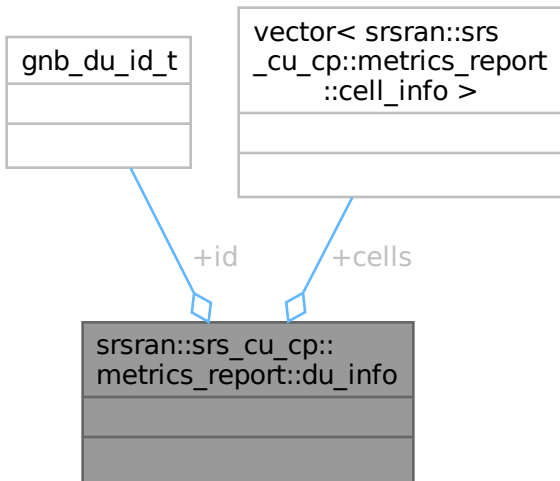 gnb_du_id_t
vector< srsran::srs
_cu_cp::metrics_report
::cell_info >
+id
+cells
srsran::srs_cu_cp::
metrics_report::du_info